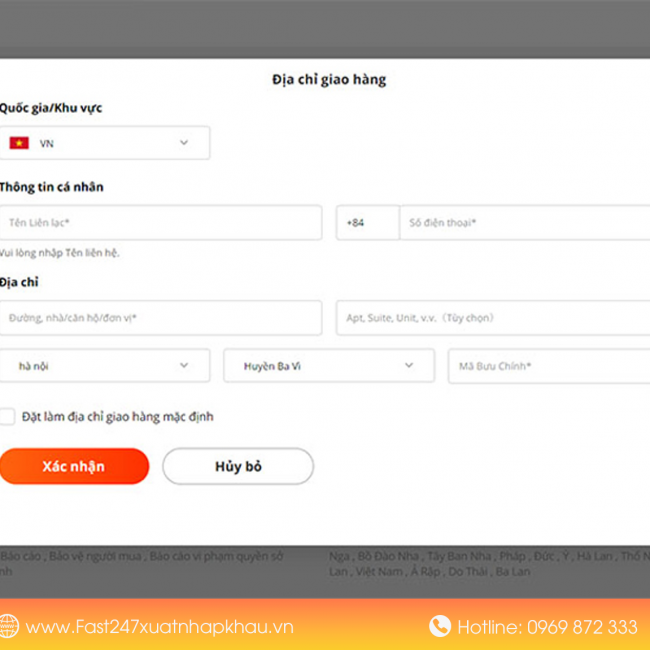 Địa chỉ giao hàng
Quốc gia/Khu vực
VN
Thông tin cá nhân
Tên Liên lạc* +84 Số điện thoại*
Vui lòng nhập Tên liên hệ.
Địa chỉ
Đường, nhà/căn hộ/đơn vị* Apt, Suite, Unit, v.v. (Tùy chọn)
hà nội Huyện Ba Vì Mã Bưu Chính*
Đặt làm địa chỉ giao hàng mặc định
Xác nhận Hủy bỏ
Báo cáo , Bảo vệ người mua , Báo cáo vi phạm quyền sở Nga , Bồ Đào Nha , Tây Ban Nha , Pháp , Đức , Ý , Hà Lan , Thổ N
nh Lan , Việt Nam , Ả Rập , Do Thái , Ba Lan
www.Fast247xuatnhapkhau.vn Hotline: 0969 872 333